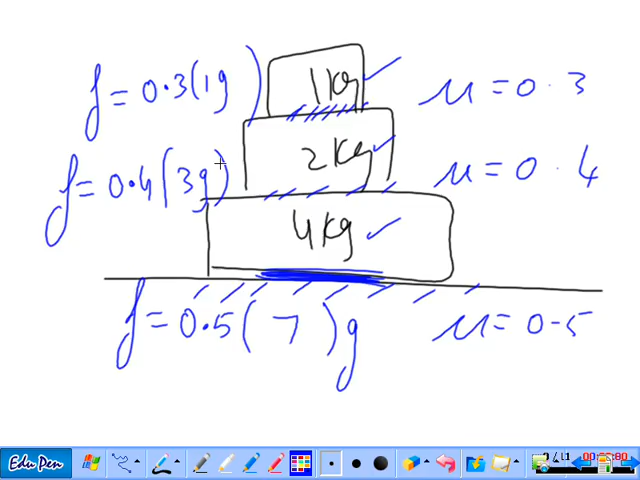 f = 0.3(1g) 1Kg μ = 0.3
f = 0.4(3g) 2Kg μ = 0.4
4Kg
f = 0.5(7)g μ = 0.5
Edu Pen